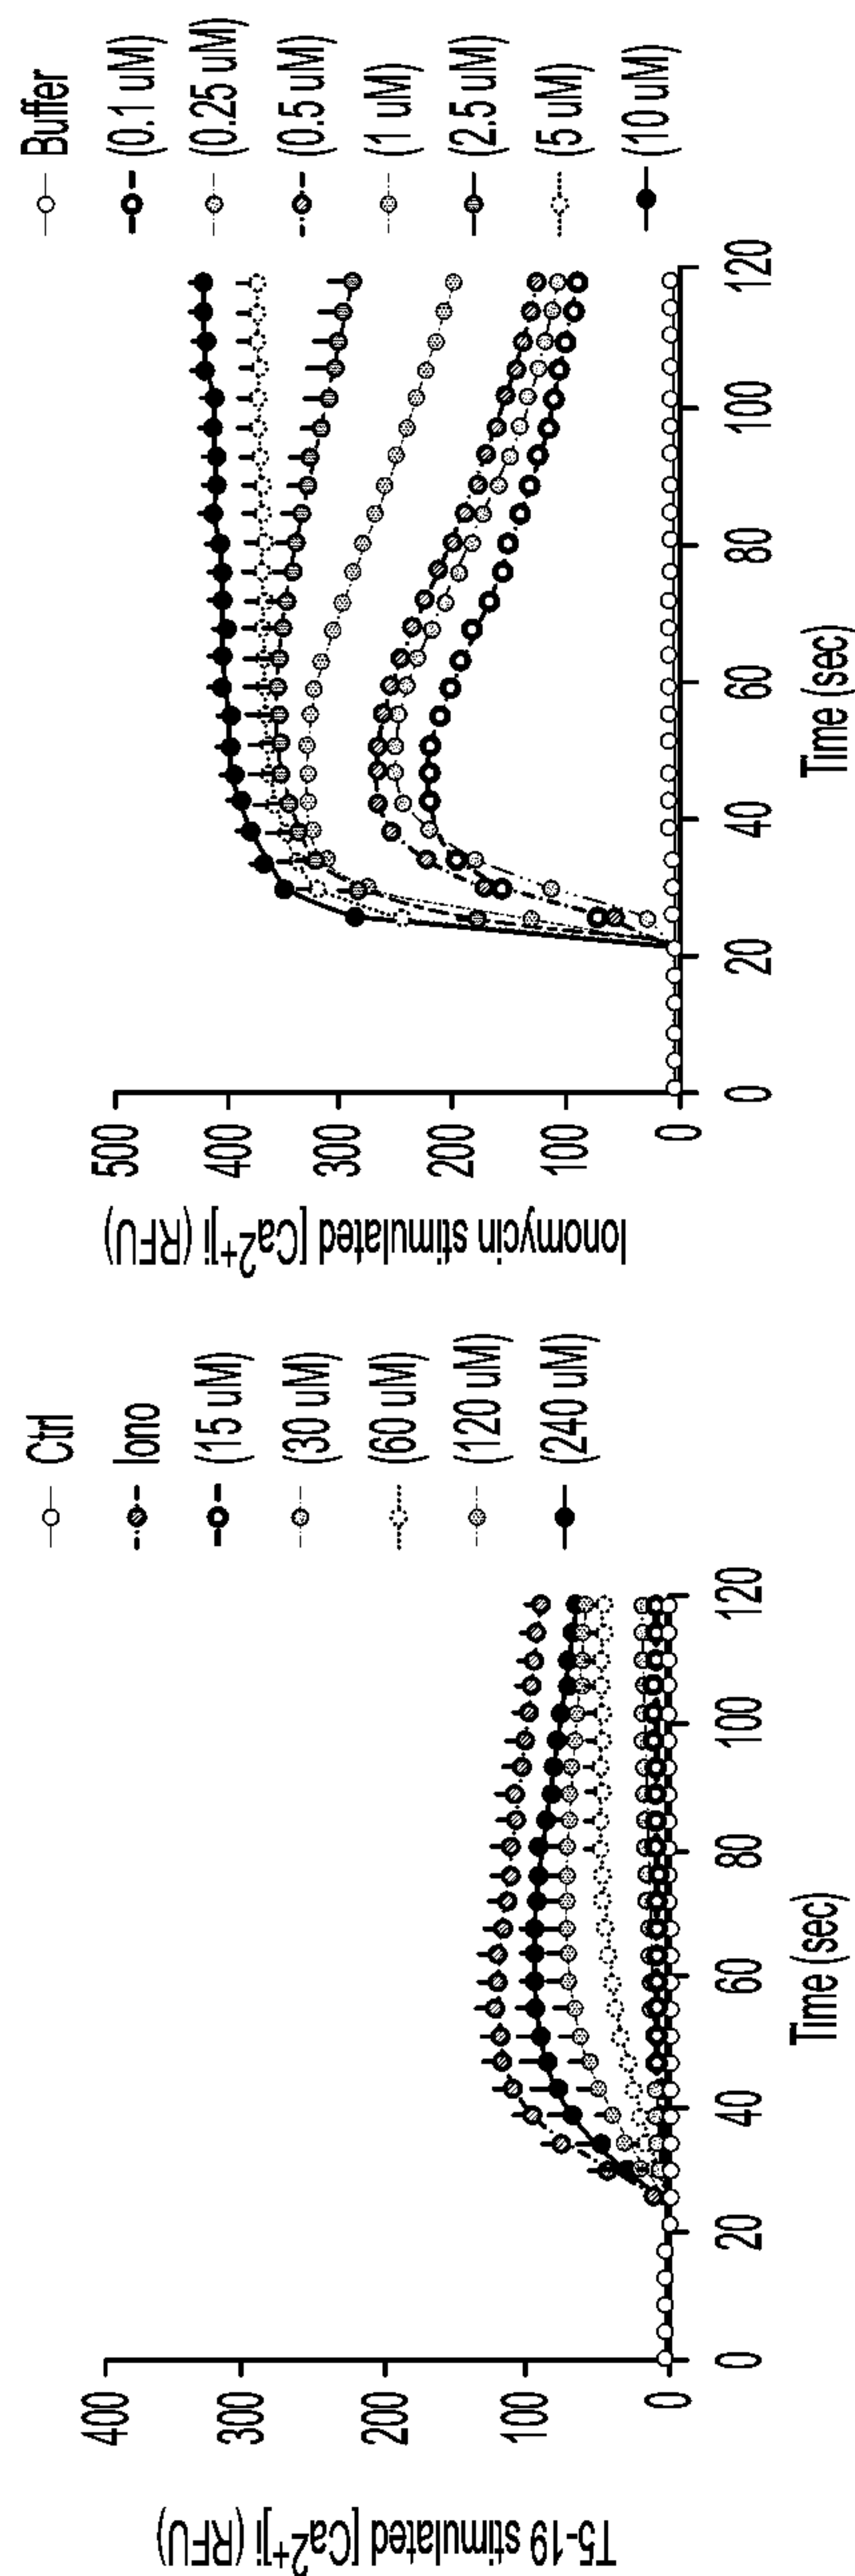 T5-19 stimulated [Ca2+]i (RFU)
400
300
200
100
0
0
20
40
60
80
100
120
Time (sec)
Ctrl
Iono
(15 uM)
(30 uM)
(60 uM)
(120 uM)
(240 uM)
Ionomycin stimulated [Ca2+]i (RFU)
500
400
300
200
100
0
0
20
40
60
80
100
120
Time (sec)
Buffer
(0.1 uM)
(0.25 uM)
(0.5 uM)
(1 uM)
(2.5 uM)
(5 uM)
(10 uM)